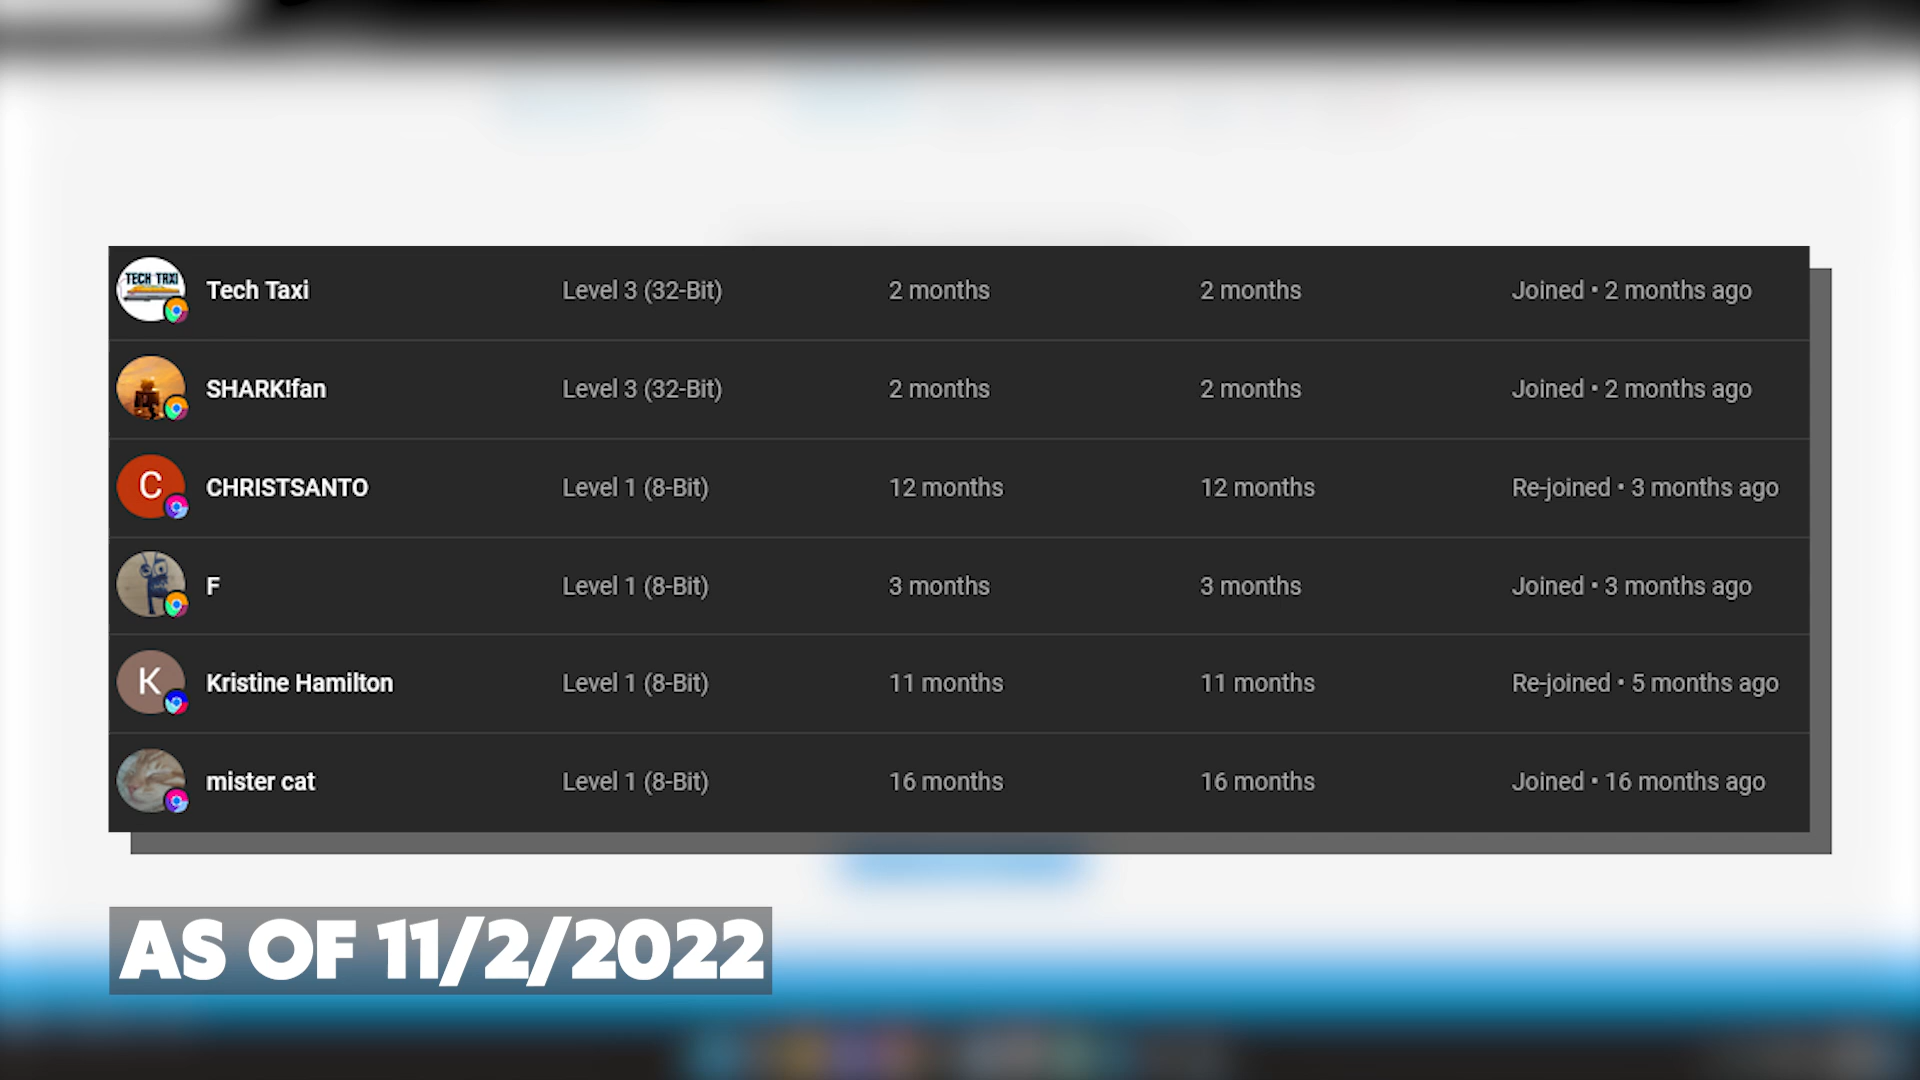 TECH TAXI
Tech Taxi Level 3 (32-Bit) 2 months 2 months Joined • 2 months ago
SHARK!fan Level 3 (32-Bit) 2 months 2 months Joined • 2 months ago
C CHRISTSANTO Level 1 (8-Bit) 12 months 12 months Re-joined • 3 months ago
F Level 1 (8-Bit) 3 months 3 months Joined • 3 months ago
K Kristine Hamilton Level 1 (8-Bit) 11 months 11 months Re-joined • 5 months ago
mister cat Level 1 (8-Bit) 16 months 16 months Joined • 16 months ago
AS OF 11/2/2022